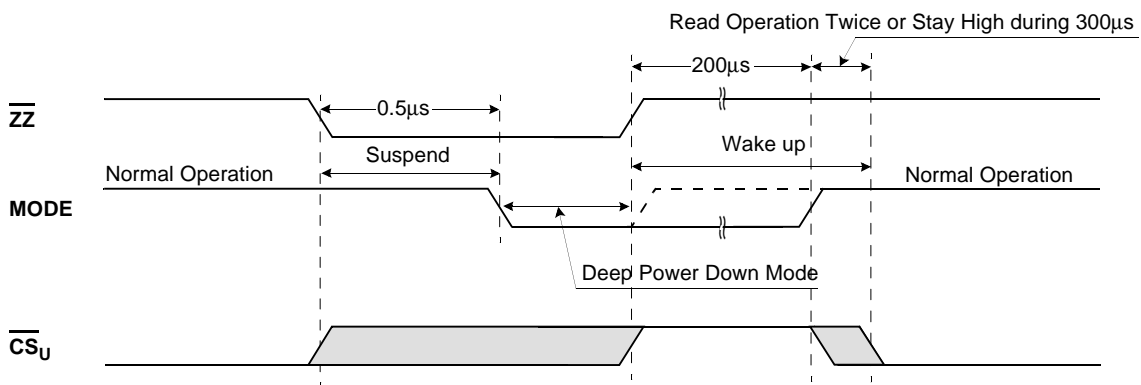 Read Operation Twice or Stay High during 300μs
200μs
ZZ
0.5μs
Suspend
Wake up
Normal Operation
Normal Operation
MODE
Deep Power Down Mode
CSU